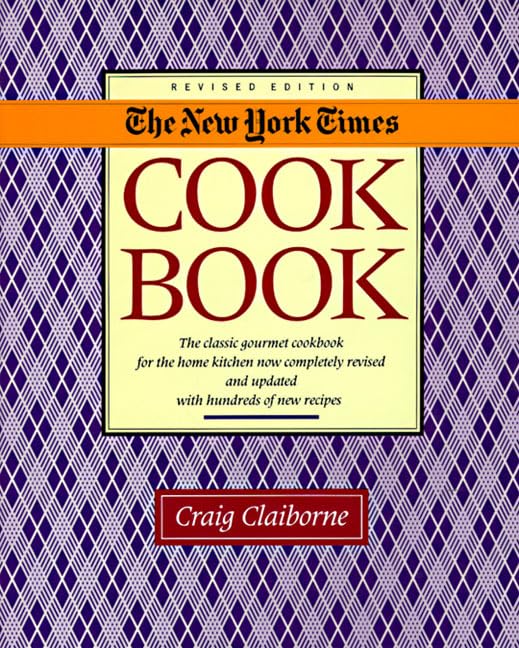 REVISED EDITION
The New York Times
COOK
BOOK
The classic gourmet cookbook
for the home kitchen now completely revised
and updated
with hundreds of new recipes
Craig Claiborne